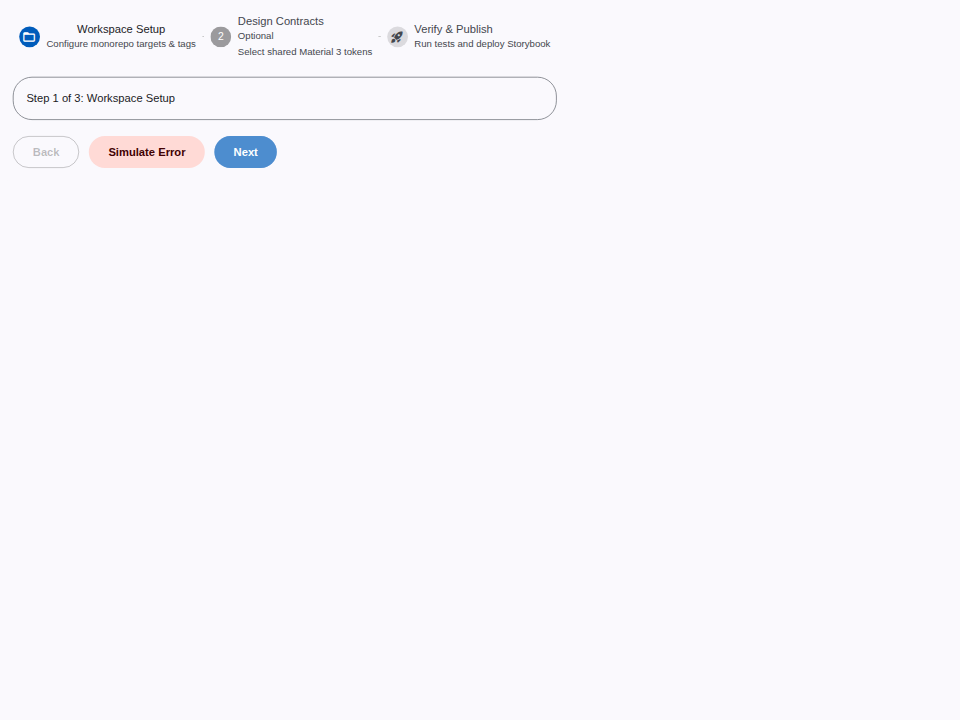 Workspace Setup
Configure monorepo targets & tags
2
Design Contracts
Optional
Select shared Material 3 tokens
Verify & Publish
Run tests and deploy Storybook
Step 1 of 3: Workspace Setup
Back
Simulate Error
Next